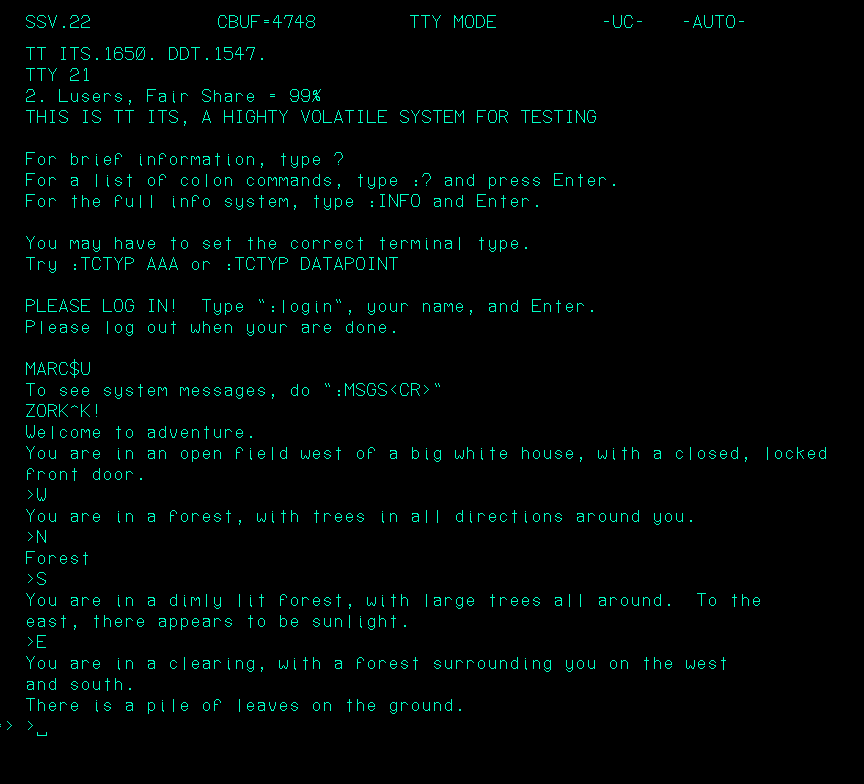 SSV.22 CBUF=4748 TTY MODE -UC- -AUTO-
TT ITS.1650. DDT.1547.
TTY 21
2. Lusers, Fair Share = 99%
THIS IS TT ITS, A HIGHTY VOLATILE SYSTEM FOR TESTING
For brief information, type ?
For a list of colon commands, type :? and press Enter.
For the full info system, type :INFO and Enter.
You may have to set the correct terminal type.
Try :TCTYP AAA or :TCTYP DATAPOINT
PLEASE LOG IN!  Type ":login", your name, and Enter.
Please log out when your are done.
MARC$U
To see system messages, do ":MSGS<CR>"
ZORK^K!
Welcome to adventure.
You are in an open field west of a big white house, with a closed, locked
front door.
>W
You are in a forest, with trees in all directions around you.
>N
Forest
>S
You are in a dimly lit forest, with large trees all around.  To the
east, there appears to be sunlight.
>E
You are in a clearing, with a forest surrounding you on the west
and south.
There is a pile of leaves on the ground.
=> >_